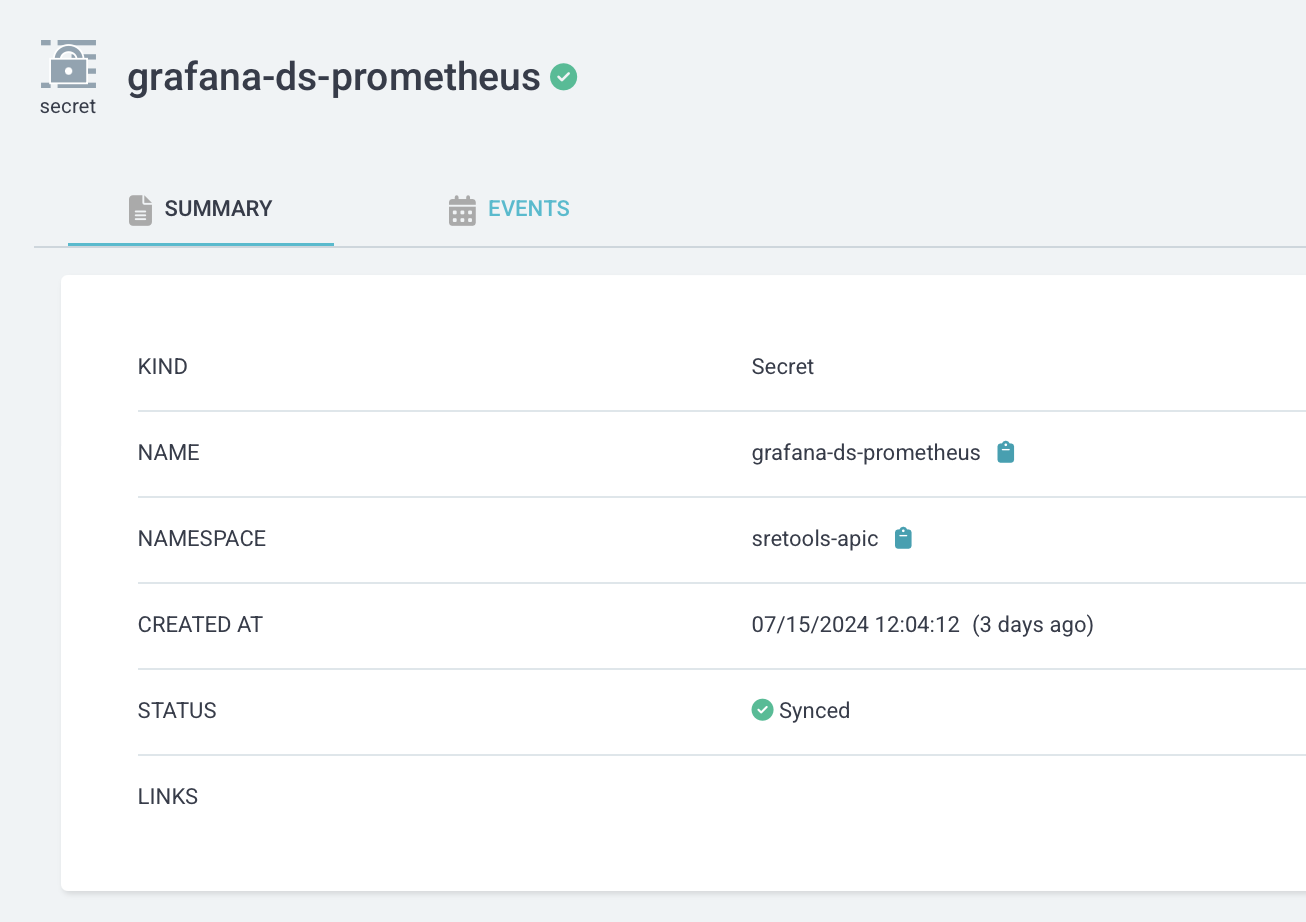 grafana-ds-prometheus
secret
SUMMARY EVENTS
KIND Secret
NAME grafana-ds-prometheus
NAMESPACE sretools-apic
CREATED AT 07/15/2024 12:04:12 (3 days ago)
STATUS Synced
LINKS